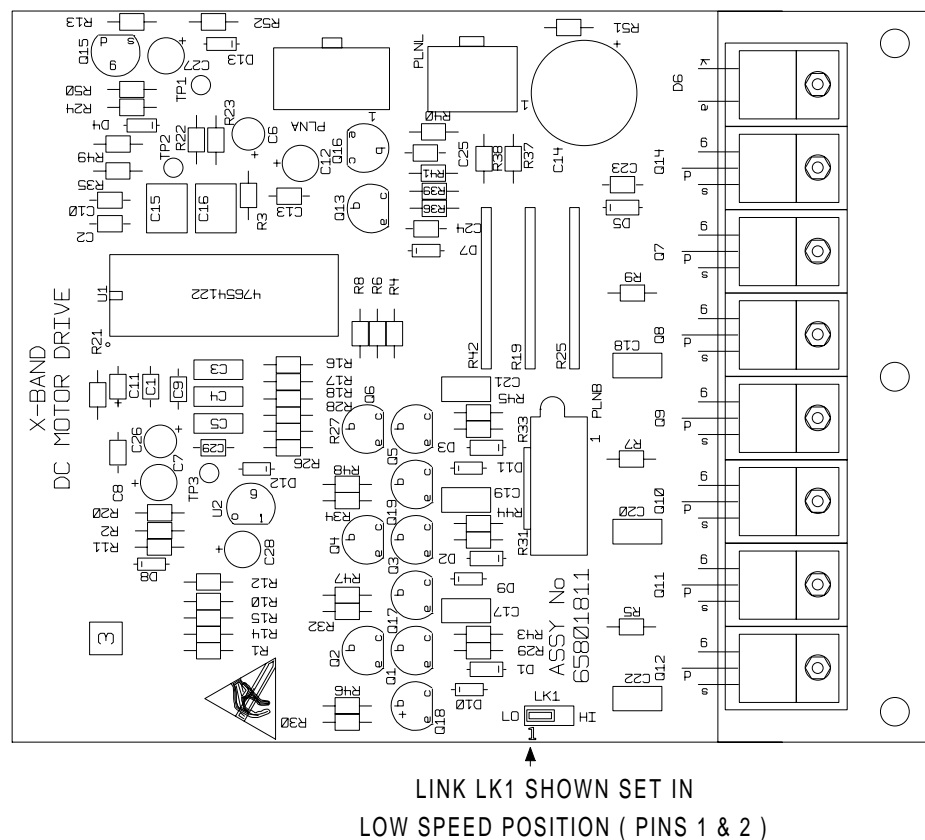 R13
R52
R51
Q15
d
s
g
+
C27
D13
PLNL
+
D6
k
a
R50
TP1
R24
R23
1
1
D4
R22
C6
PLNA
R40
e
b
c
Q16
C25
R38
R37
C14
C23
Q14
g
d
s
R49
TP2
+
C12
+
R41
R35
R39
C10
C15
C16
R3
C13
Q13
b
c
e
R36
D5
C2
C24
D7
Q7
g
d
s
U1
47654122
R8
R6
R4
R9
R21
R42
R19
R25
Q8
g
d
s
C18
X-BAND
DC MOTOR DRIVE
C11
C1
C9
C3
R16
C21
R17
R45
C4
R18
Q6
PLNB
R28
C5
R27
b
c
e
b
c
e
R33
1
Q9
g
d
s
C26
+
C29
Q5
D3
R7
C7
R26
D11
C8
+
TP3
D12
R48
b
c
e
C19
R20
U2
g
o
i
R34
Q19
R44
C20
Q10
g
d
s
R2
R11
+
C28
Q4
b
c
e
Q3
b
c
e
D2
R31
D8
R12
R47
D9
ASSY No
65801811
Q11
g
d
s
R10
b
c
e
C17
R15
R32
Q17
R5
3
R14
R43
R1
Q2
b
c
e
Q1
b
c
e
R29
D1
Q12
g
d
s
R46
D10
C22
R30
+
b
c
e
Q18
LK1
LO
HI
1
LINK LK1 SHOWN SET IN
LOW SPEED POSITION ( PINS 1 & 2 )